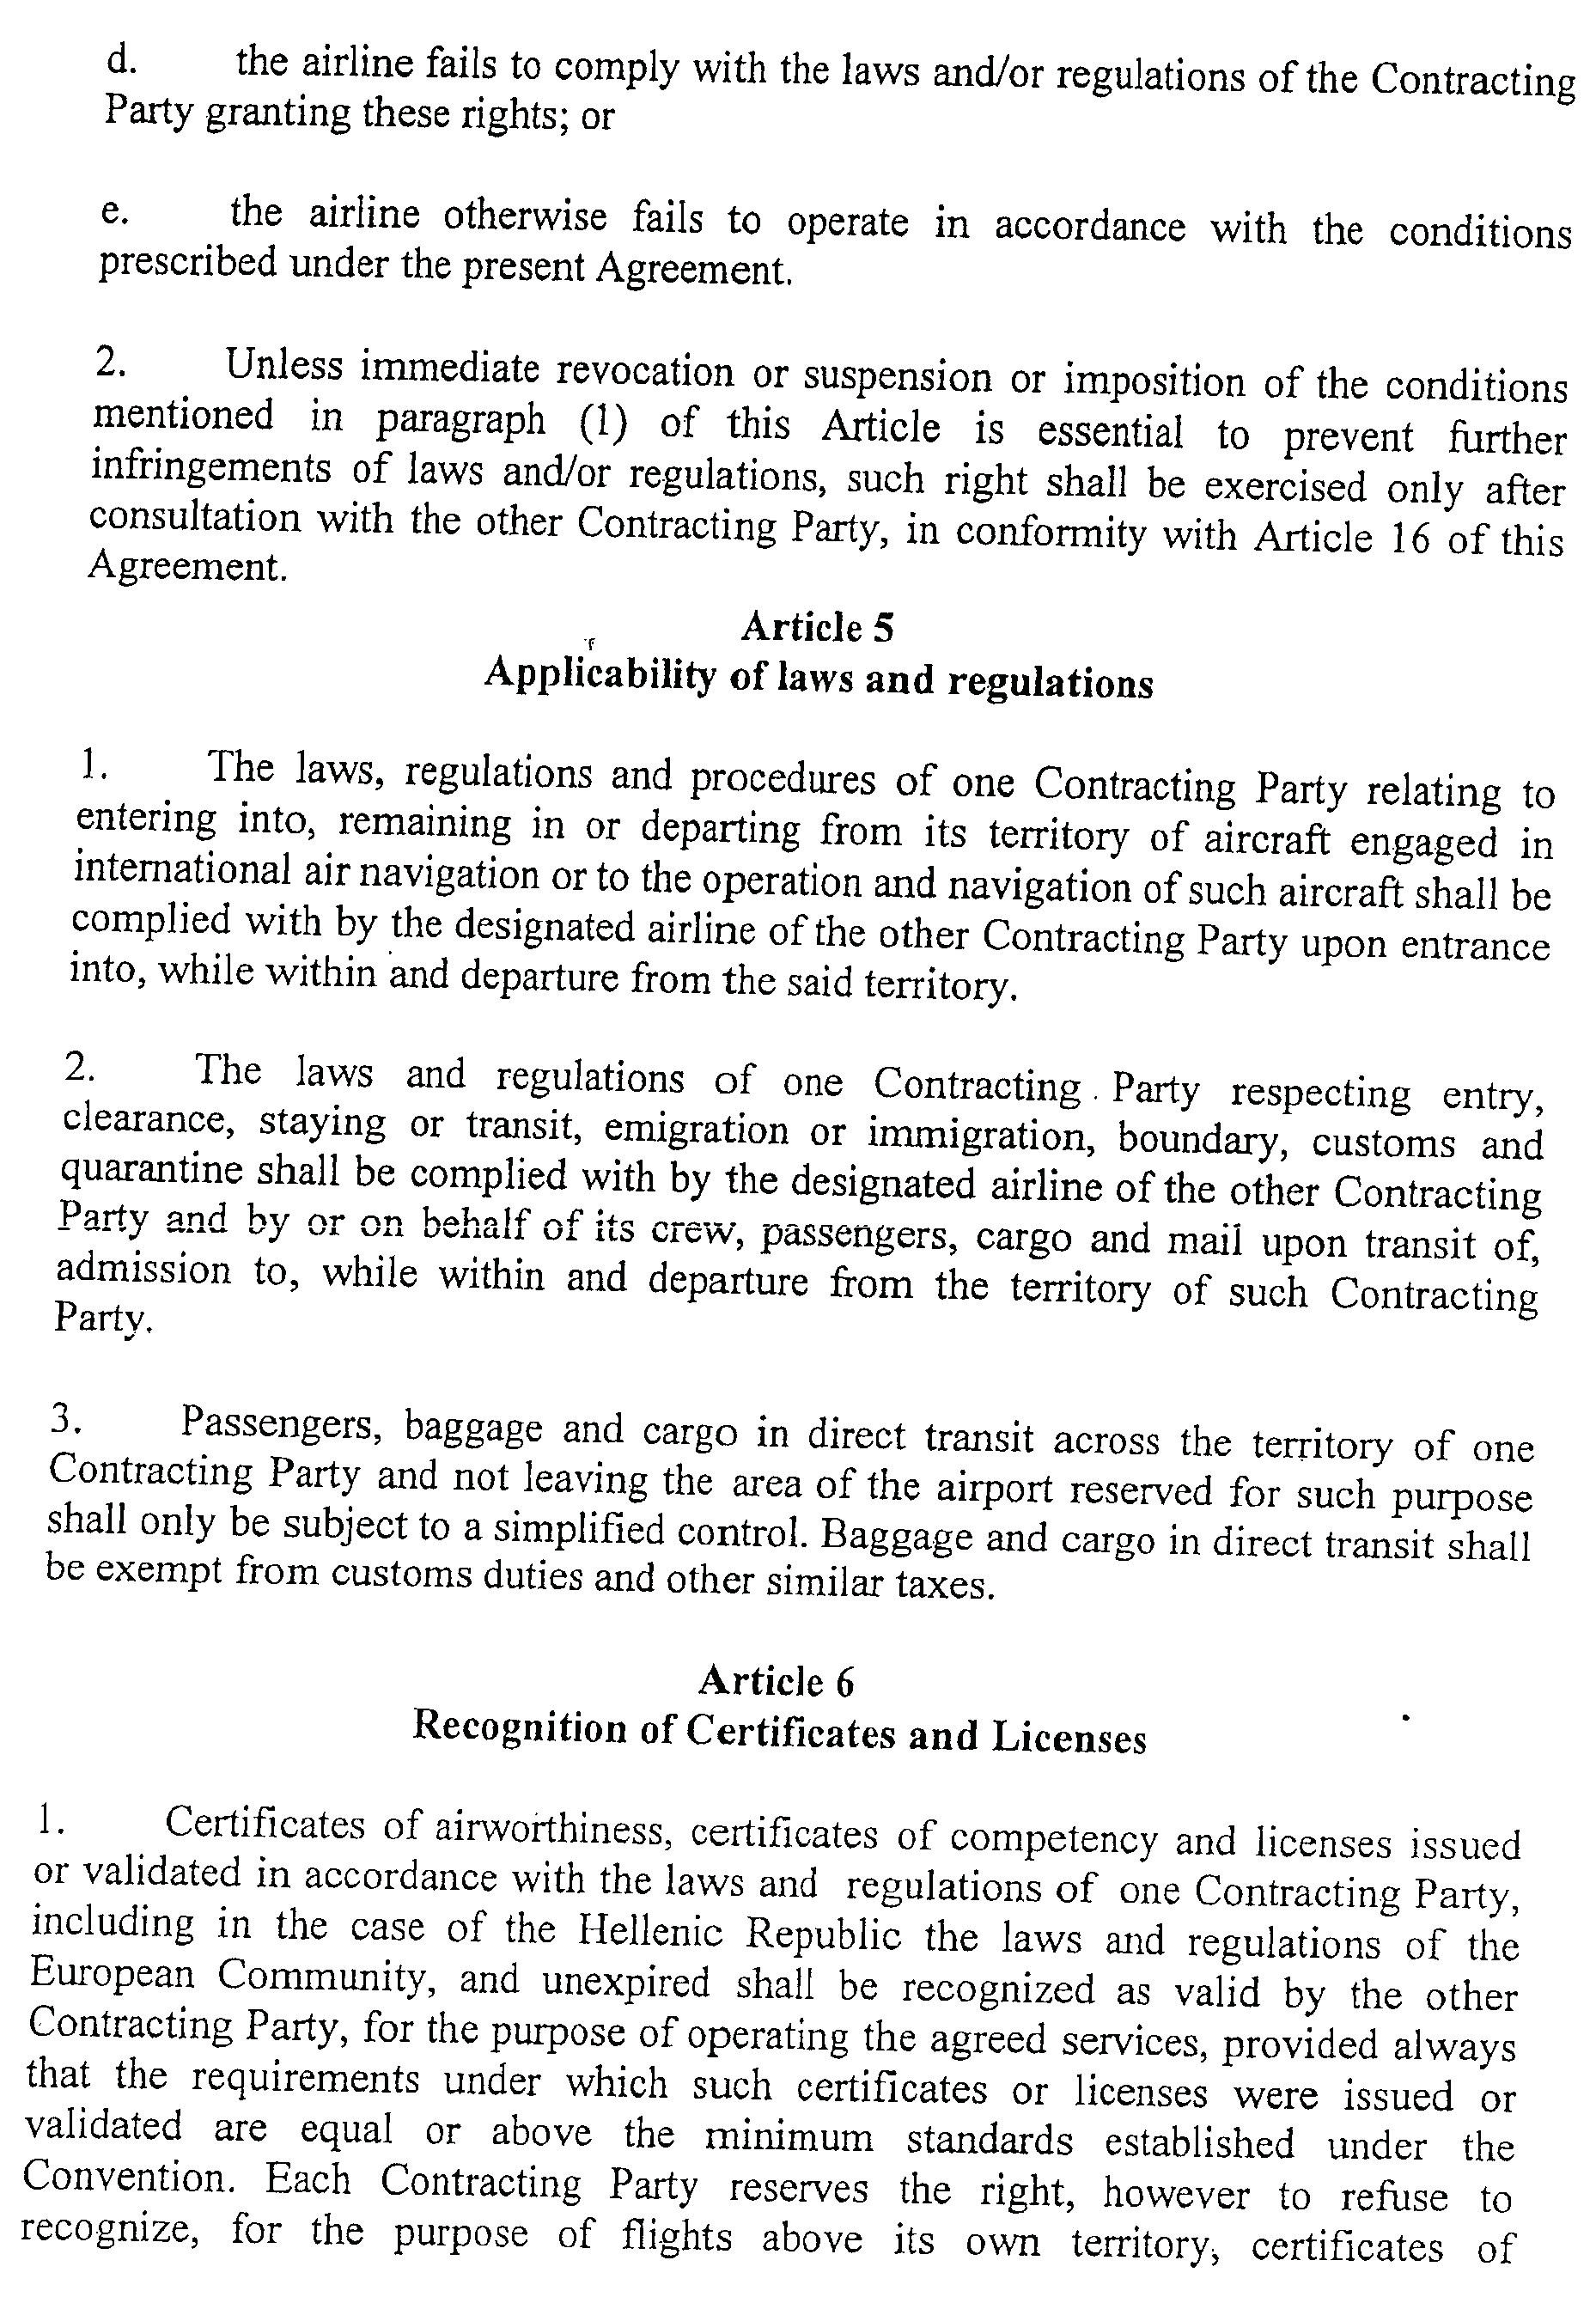 d. the airline fails to comply with the laws and/or regulations of the Contracting
Party granting these rights; or
e. the airline otherwise fails to operate in accordance with the conditions
prescribed under the present Agreement.
2. Unless immediate revocation or suspension or imposition of the conditions
mentioned in paragraph (1) of this Article is essential to prevent further
infringements of laws and/or regulations, such right shall be exercised only after
consultation with the other Contracting Party, in conformity with Article 16 of this
Agreement.
Article 5
Applicability of laws and regulations
1. The laws, regulations and procedures of one Contracting Party relating to
entering into, remaining in or departing from its territory of aircraft engaged in
international air navigation or to the operation and navigation of such aircraft shall be
complied with by the designated airline of the other Contracting Party upon entrance
into, while within and departure from the said territory.
2. The laws and regulations of one Contracting Party respecting entry,
clearance, staying or transit, emigration or immigration, boundary, customs and
quarantine shall be complied with by the designated airline of the other Contracting
Party and by or on behalf of its crew, passengers, cargo and mail upon transit of,
admission to, while within and departure from the territory of such Contracting
Party.
3. Passengers, baggage and cargo in direct transit across the territory of one
Contracting Party and not leaving the area of the airport reserved for such purpose
shall only be subject to a simplified control. Baggage and cargo in direct transit shall
be exempt from customs duties and other similar taxes.
Article 6
Recognition of Certificates and Licenses
1. Certificates of airworthiness, certificates of competency and licenses issued
or validated in accordance with the laws and regulations of one Contracting Party,
including in the case of the Hellenic Republic the laws and regulations of the
European Community, and unexpired shall be recognized as valid by the other
Contracting Party, for the purpose of operating the agreed services, provided always
that the requirements under which such certificates or licenses were issued or
validated are equal or above the minimum standards established under the
Convention. Each Contracting Party reserves the right, however to refuse to
recognize, for the purpose of flights above its own territory, certificates of